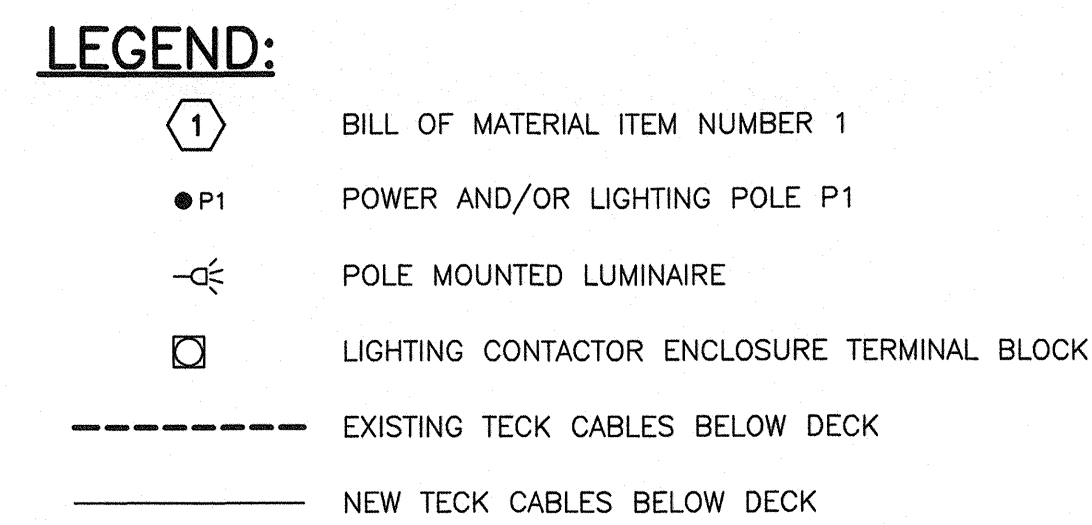 LEGEND:
1 BILL OF MATERIAL ITEM NUMBER 1
P1 POWER AND/OR LIGHTING POLE P1
POLE MOUNTED LUMINAIRE
LIGHTING CONTACTOR ENCLOSURE TERMINAL BLOCK
EXISTING TECK CABLES BELOW DECK
NEW TECK CABLES BELOW DECK